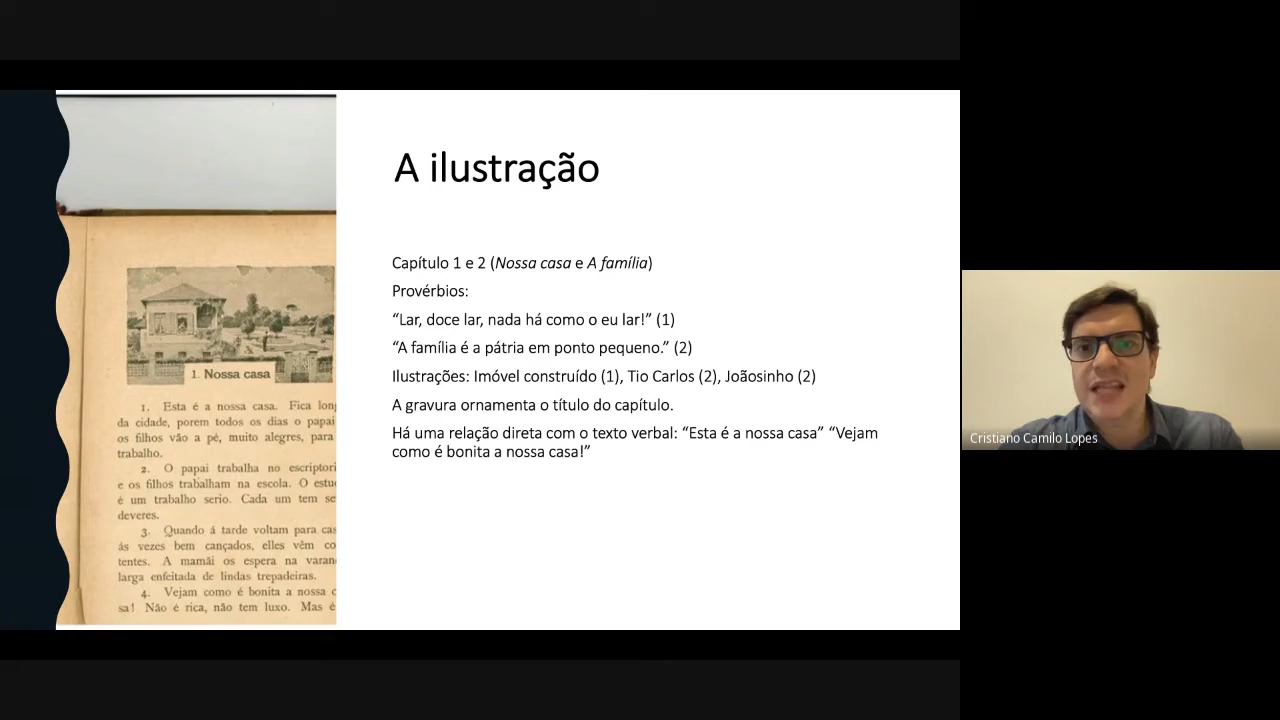 A ilustração
Capítulo 1 e 2 (Nossa casa e A família)
Provérbios:
“Lar, doce lar, nada há como o eu lar!” (1)
“A família é a pátria em ponto pequeno.” (2)
Ilustrações: Imóvel construído (1), Tio Carlos (2), Joãosinho (2)
A gravura ornamenta o título do capítulo.
Há uma relação direta com o texto verbal: “Esta é a nossa casa” “Vejam
como é bonita a nossa casa!”
1. Nossa casa
1. Esta é a nossa casa. Fica
da cidade, porem todos os dias o papai
os filhos vão a pé, muito alegres, para
trabalho.
2. O papai trabalha no
e os filhos trabalham na escola. O
é um trabalho serio. Cada um tem
deveres.
3. Quando á tarde voltam para
ás vezes bem cançados, elles vêm
tentes. A mamãi os espera na
larga enfeitada de lindas trepadeiras.
4. Vejam como é bonita a nossa
sa! Não é rica, não tem luxo. Mas é
Cristiano Camilo Lopes